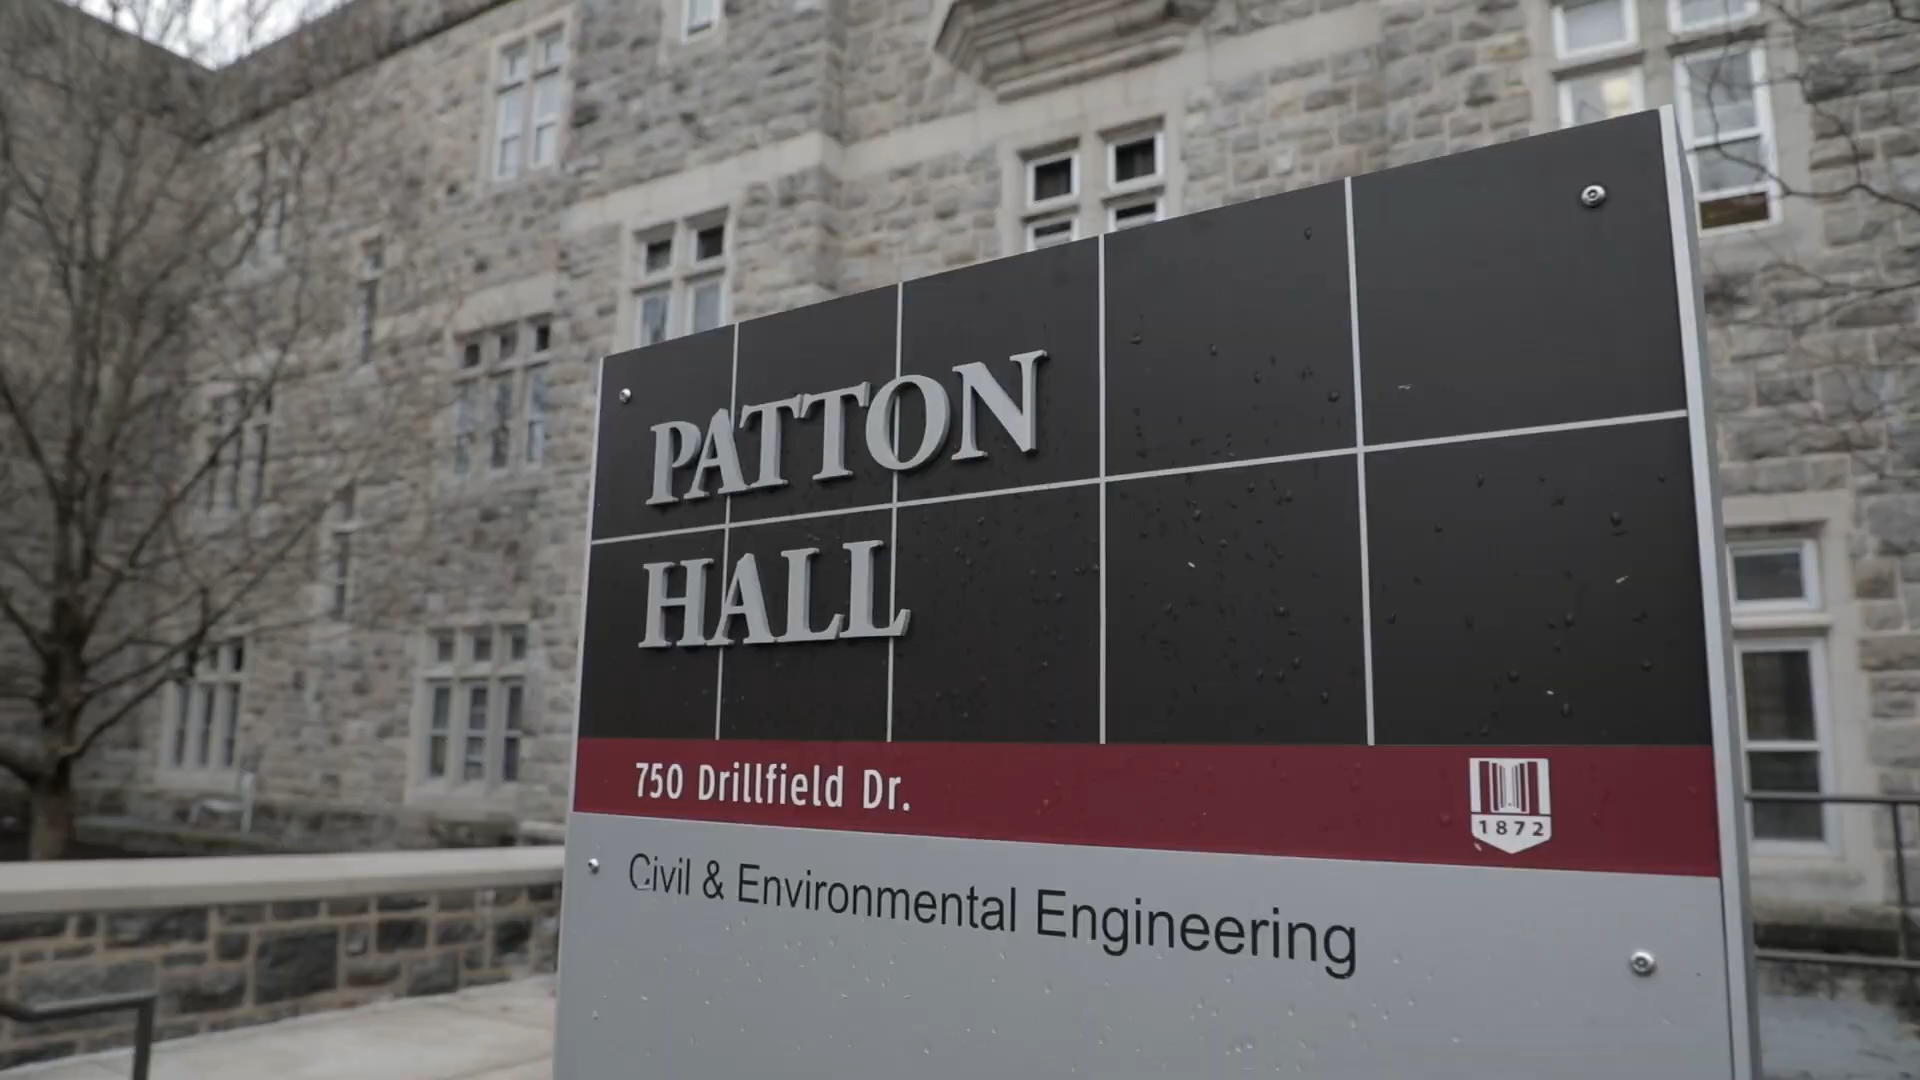 PATTON
HALL
750 Drillfield Dr.
1872
Civil & Environmental Engineering